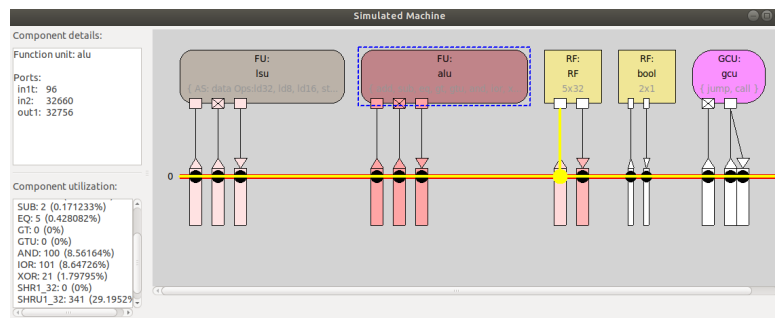 Simulated Machine
Component details:
Function unit: alu
Ports:
in1t: 96
in2: 32660
out1: 32756
Component utilization:
SUB: 2 (0.171233%)
EQ: 5 (0.428082%)
GT: 0 (0%)
GTU: 0 (0%)
AND: 100 (8.56164%)
IOR: 101 (8.64726%)
XOR: 21 (1.79795%)
SHR1_32: 0 (0%)
SHRU1_32: 341 (29.1952%
FU:
lsu
{ AS: data Ops:ld32, ld8, ld16, st...
FU:
alu
RF:
RF
5x32
RF:
bool
2x1
GCU:
gcu
{ jump, call }
0